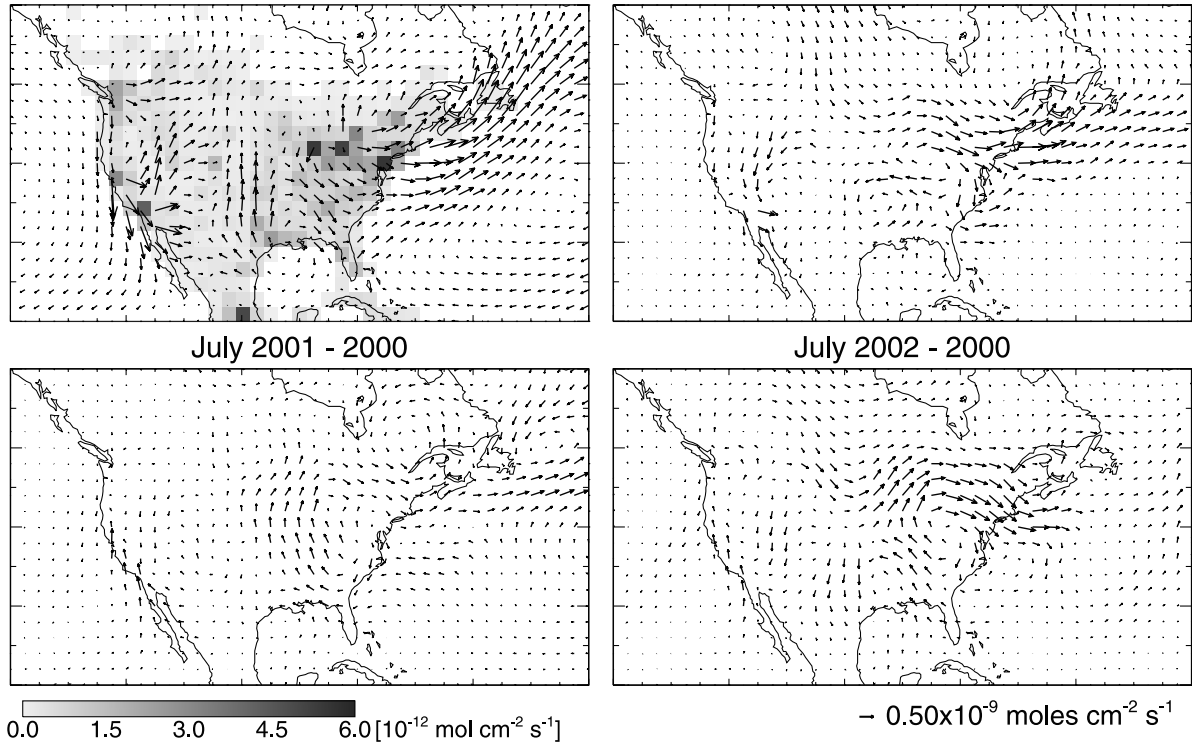 July 2001 - 2000
July 2002 - 2000
0.0 1.5 3.0 4.5 6.0 [10⁻¹² mol cm⁻² s⁻¹]
0.50x10⁻⁹ moles cm⁻² s⁻¹